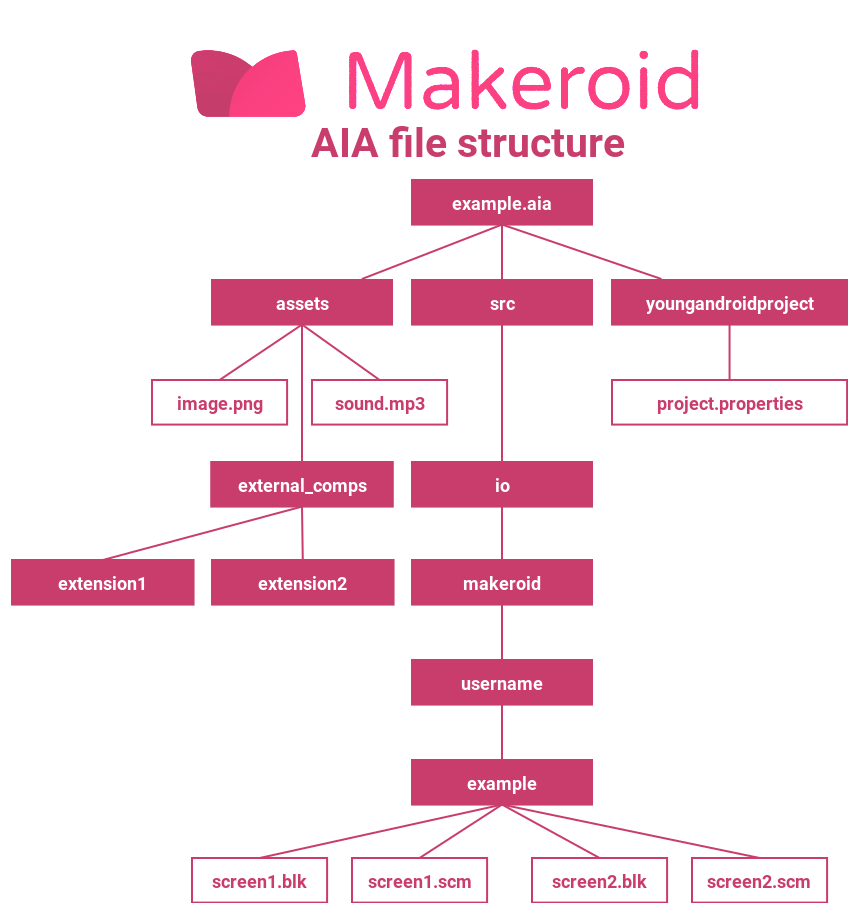 Makeroid
AIA file structure
example.aia
assets
src
youngandroidproject
image.png
sound.mp3
project.properties
external_comps
io
extension1
extension2
makeroid
username
example
screen1.blk
screen1.scm
screen2.blk
screen2.scm